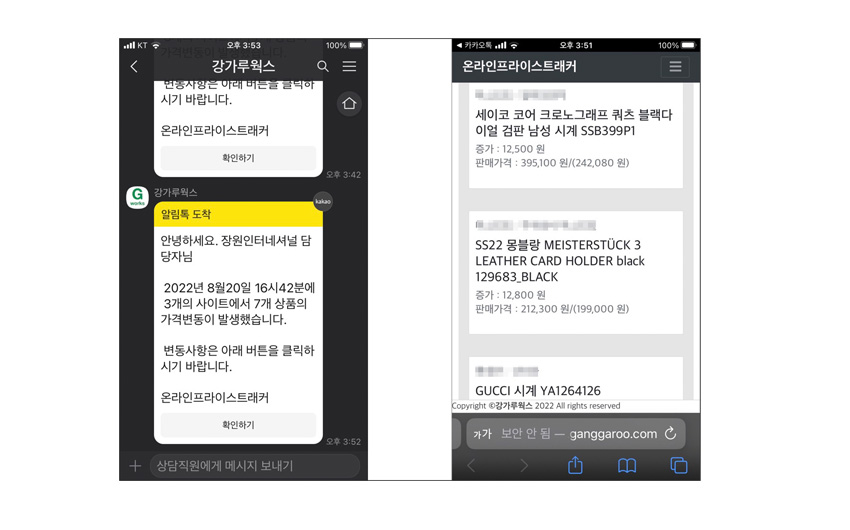 KT 오후 3:53 100%
강가루웍스
변동사항은 아래 버튼을 클릭하
시기 바랍니다.
온라인프라이스트래커
확인하기
오후 3:42
G
works
강가루웍스
kakao
알림톡 도착
안녕하세요. 장원인터네셔널 담
당자님
2022년 8월20일 16시42분에
3개의 사이트에서 7개 상품의
가격변동이 발생했습니다.
변동사항은 아래 버튼을 클릭하
시기 바랍니다.
온라인프라이스트래커
확인하기
오후 3:52
상담직원에게 메시지 보내기
카카오톡 오후 3:51 100%
온라인프라이스트래커
세이코 코어 크로노그래프 쿼츠 블랙다
이얼 검판 남성 시계 SSB399P1
증가 : 12,500 원
판매가격 : 395,100 원/(242,080 원)
SS22 몽블랑 MEISTERSTÜCK 3
LEATHER CARD HOLDER black
129683_BLACK
증가 : 12,800 원
판매가격 : 212,300 원/(199,000 원)
GUCCI 시계 YA1264126
Copyright ©강가루웍스 2022 All rights reserved
가가 보안 안 됨 — ganggaroo.com